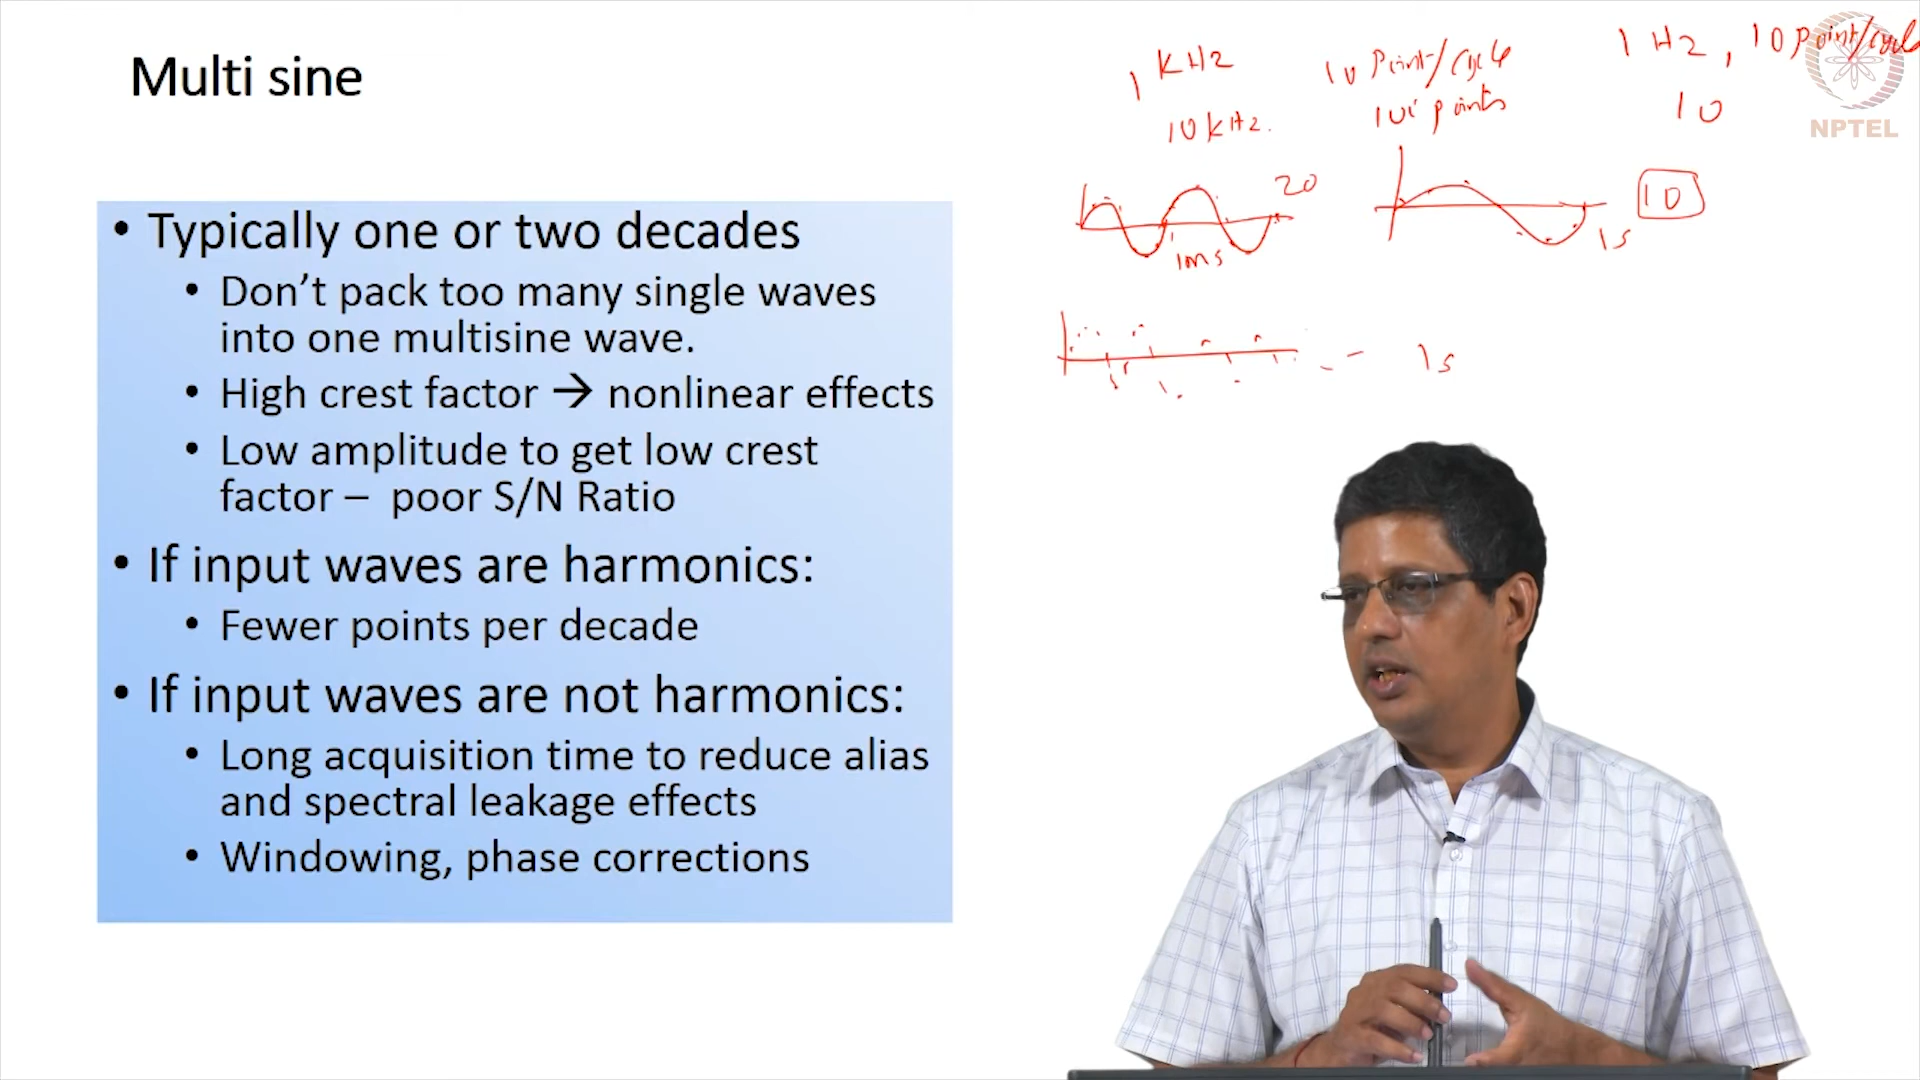 Multi sine
• Typically one or two decades
• Don’t pack too many single waves
into one multisine wave.
• High crest factor → nonlinear effects
• Low amplitude to get low crest
factor – poor S/N Ratio
• If input waves are harmonics:
• Fewer points per decade
• If input waves are not harmonics:
• Long acquisition time to reduce alias
and spectral leakage effects
• Windowing, phase corrections
1 KHz
10 KHz.
10 Point/cycle
points
1 Hz, 10 point/cycle
10
NPTEL
20
1ms
10
1s
1s